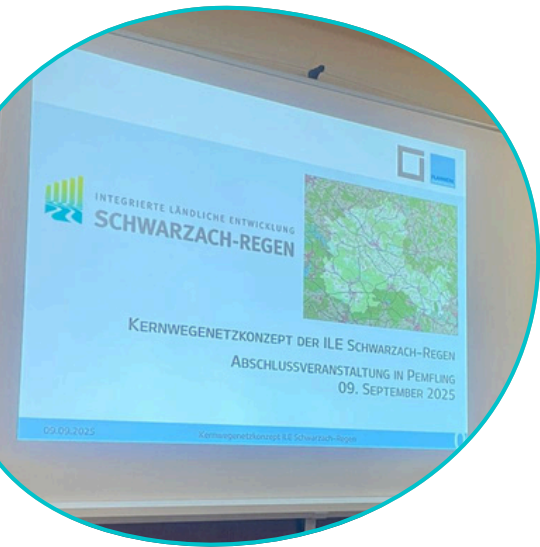 INTEGRIERTE LÄNDLICHE ENTWICKLUNG
SCHWARZACH-REGEN
KERNWEGENETZKONZEPT DER ILE SCHWARZACH-REGEN
ABSCHLUSSVERANSTALTUNG IN PEMFLING
09. SEPTEMBER 2025
09.09.2025
Kernwegenetzkonzept ILE Schwarzach-Regen